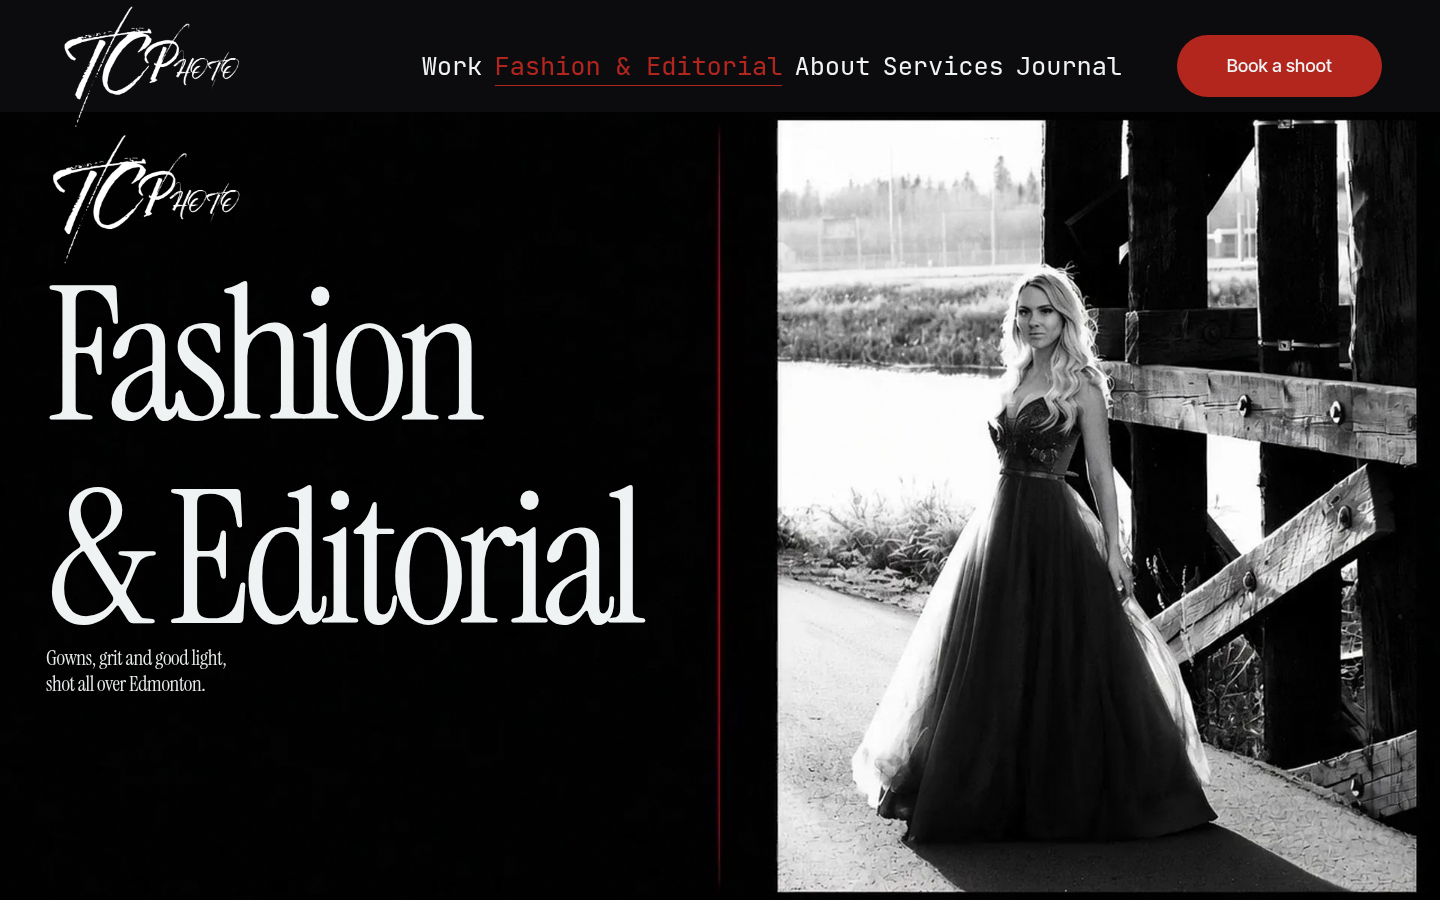 TCPhoto
Work Fashion & Editorial About Services Journal
Book a shoot
TCPhoto
Fashion
& Editorial
Gowns, grit and good light,
shot all over Edmonton.